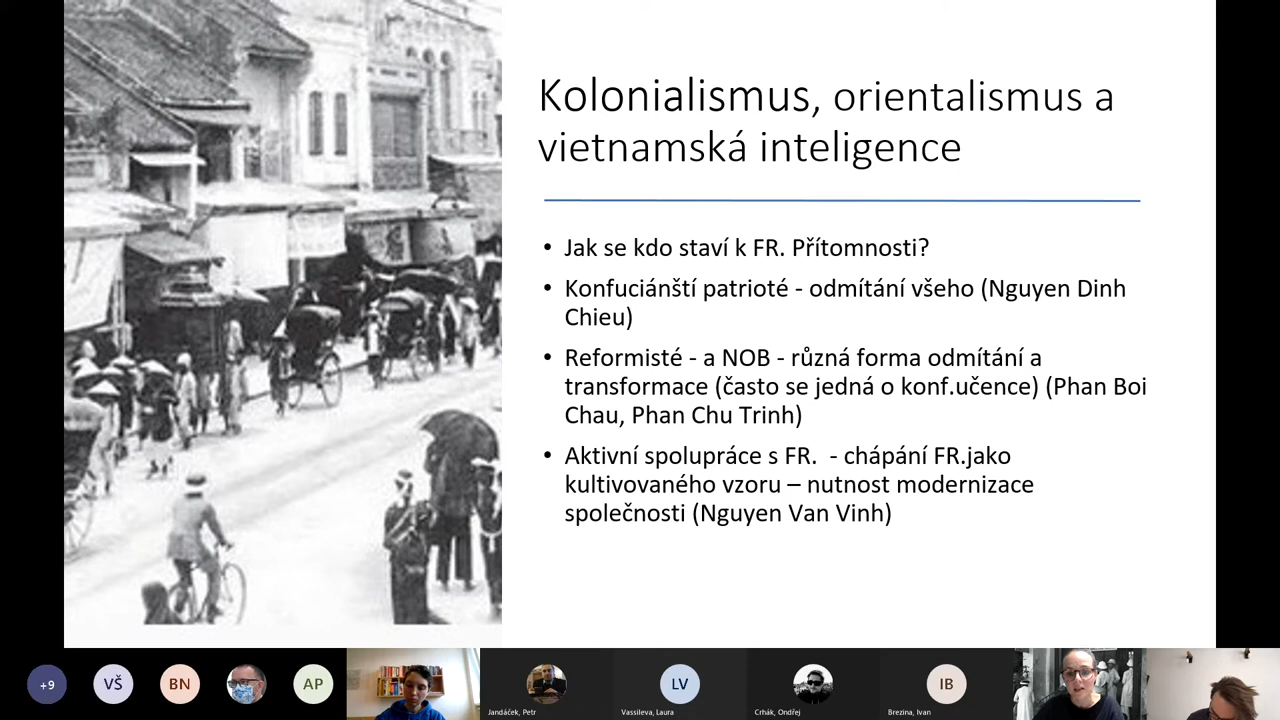 Kolonialismus, orientalismus a
vietnamská inteligence
• Jak se kdo staví k FR. Přítomnosti?
• Konfuciánští patrioté - odmítání všeho (Nguyen Dinh
Chieu)
• Reformisté - a NOB - různá forma odmítání a
transformace (často se jedná o konf.učence) (Phan Boi
Chau, Phan Chu Trinh)
• Aktivní spolupráce s FR.  - chápání FR.jako
kultivovaného vzoru – nutnost modernizace
společnosti (Nguyen Van Vinh)
+9
VŠ
BN
AP
LV
IB
Jandáček, Petr
Vassileva, Laura
Crhák, Ondřej
Brezina, Ivan